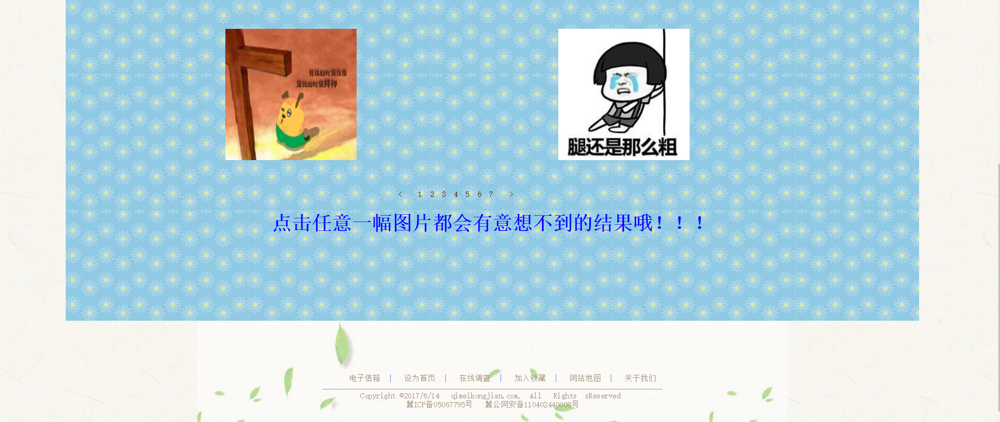 有钱的时候败家
没钱的时候拜神
腿还是那么粗
< 1 2 3 4 5 6 7 >
点击任意一幅图片都会有意想不到的结果哦！！！
电子信箱 | 设为首页 | 在线调查 | 加入收藏 | 网站地图 | 关于我们
Copyright ©2017/6/14 qimeikongjian.com, All Rights sReserved
冀ICP备05067795号 冀公网安备110402440008号